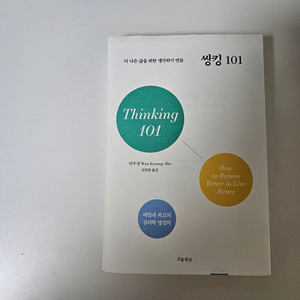 더 나은 삶을 위한 생각하기 연습
씽킹 101
Thinking
101
안우경 Woo-kyoung Ahn
김보람 옮김
How
to Reason
Better to Live
Better
예일대 최고의
심리학 명강의
흐름출판